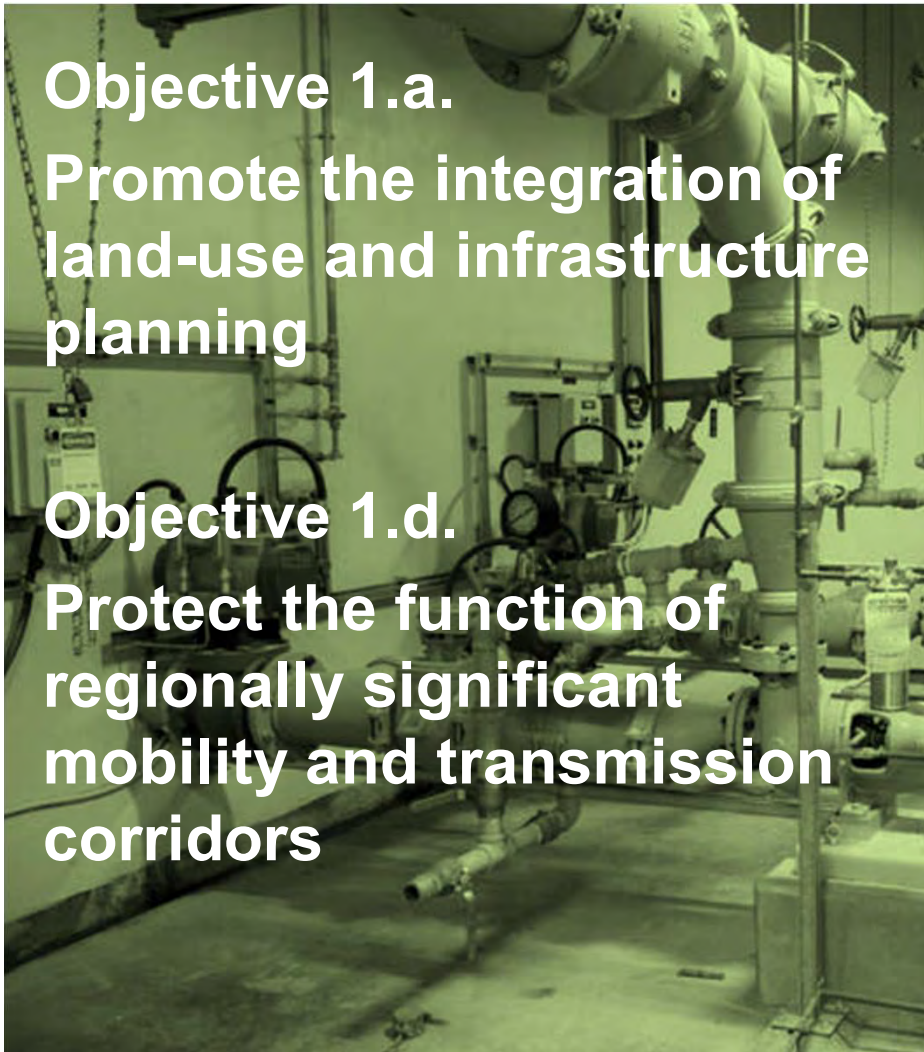 Objective 1.a.
Promote the integration of
land-use and infrastructure
planning
Objective 1.d.
Protect the function of
regionally significant
mobility and transmission
corridors